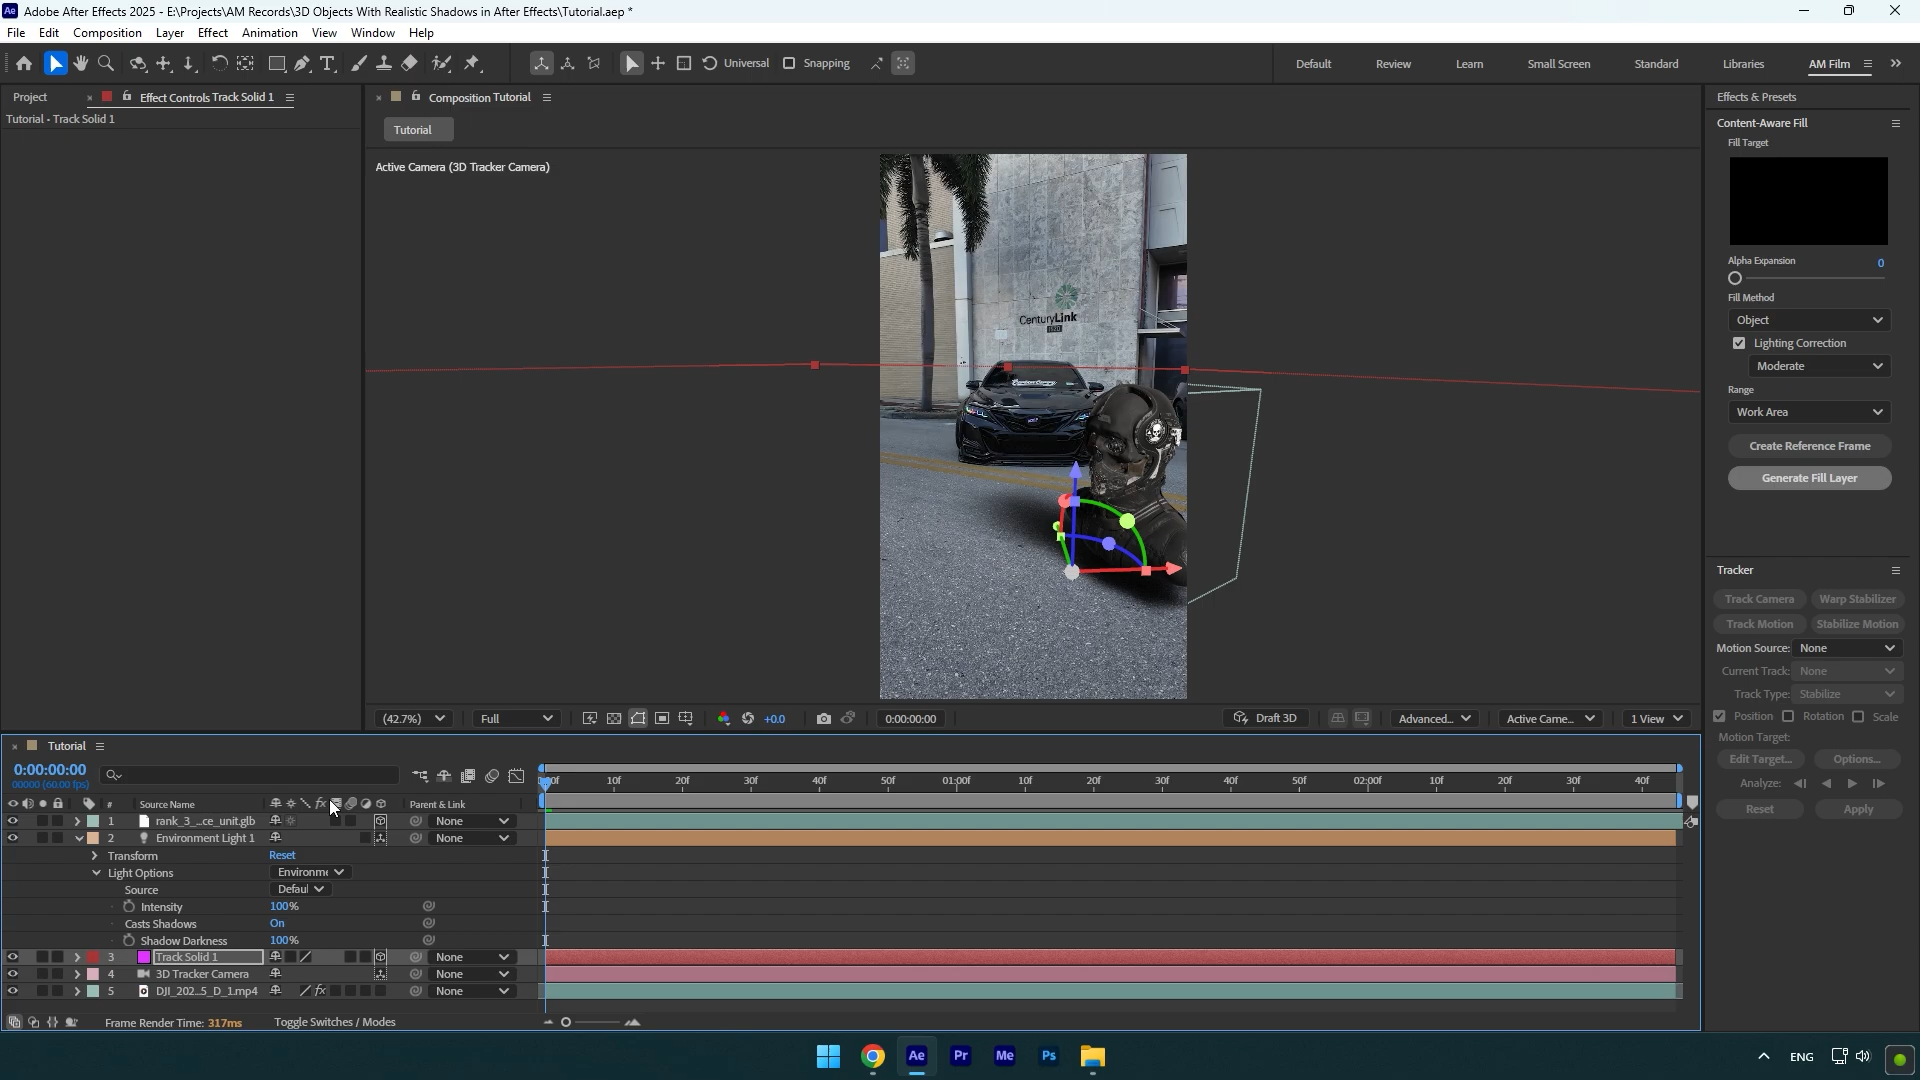 Adobe After Effects 2025 - E:\Projects\AM Records\3D Objects With Realistic Shadows in After Effects\Tutorial.aep *
File Edit Composition Layer Effect Animation View Window Help
Universal Snapping Default Review Learn Small Screen Standard Libraries AM Film
Project Effect Controls Track Solid 1
Tutorial • Track Solid 1
Composition Tutorial
Tutorial
Active Camera (3D Tracker Camera)
CenturyLink
Effects & Presets
Content-Aware Fill
Fill Target
Alpha Expansion 0
Fill Method
Object
Lighting Correction
Moderate
Range
Work Area
Create Reference Frame
Generate Fill Layer
Tracker
Track Camera Warp Stabilizer
Track Motion Stabilize Motion
Motion Source: None
Current Track: None
Track Type: Stabilize
Position Rotation Scale
Motion Target:
Edit Target... Options...
Analyze:
Reset Apply
(42.7%) Full +0.0 0:00:00:00 Draft 3D Advanced... Active Came... 1 View
Tutorial
0:00:00:00
00000 (60.00 fps)
10f 20f 30f 40f 50f 01:00f 10f 20f 30f 40f 50f 02:00f 10f 20f 30f 40f
# Source Name Parent & Link
1 rank_3_...ce_unit.glb None
2 Environment Light 1 None
Transform Reset
Light Options Environme
Source Defaul
Intensity 100%
Casts Shadows On
Shadow Darkness 100%
3 Track Solid 1 None
4 3D Tracker Camera None
5 DJI_202...5_D_1.mp4 None
Frame Render Time: 317ms Toggle Switches / Modes
Ae Pr Me Ps ENG